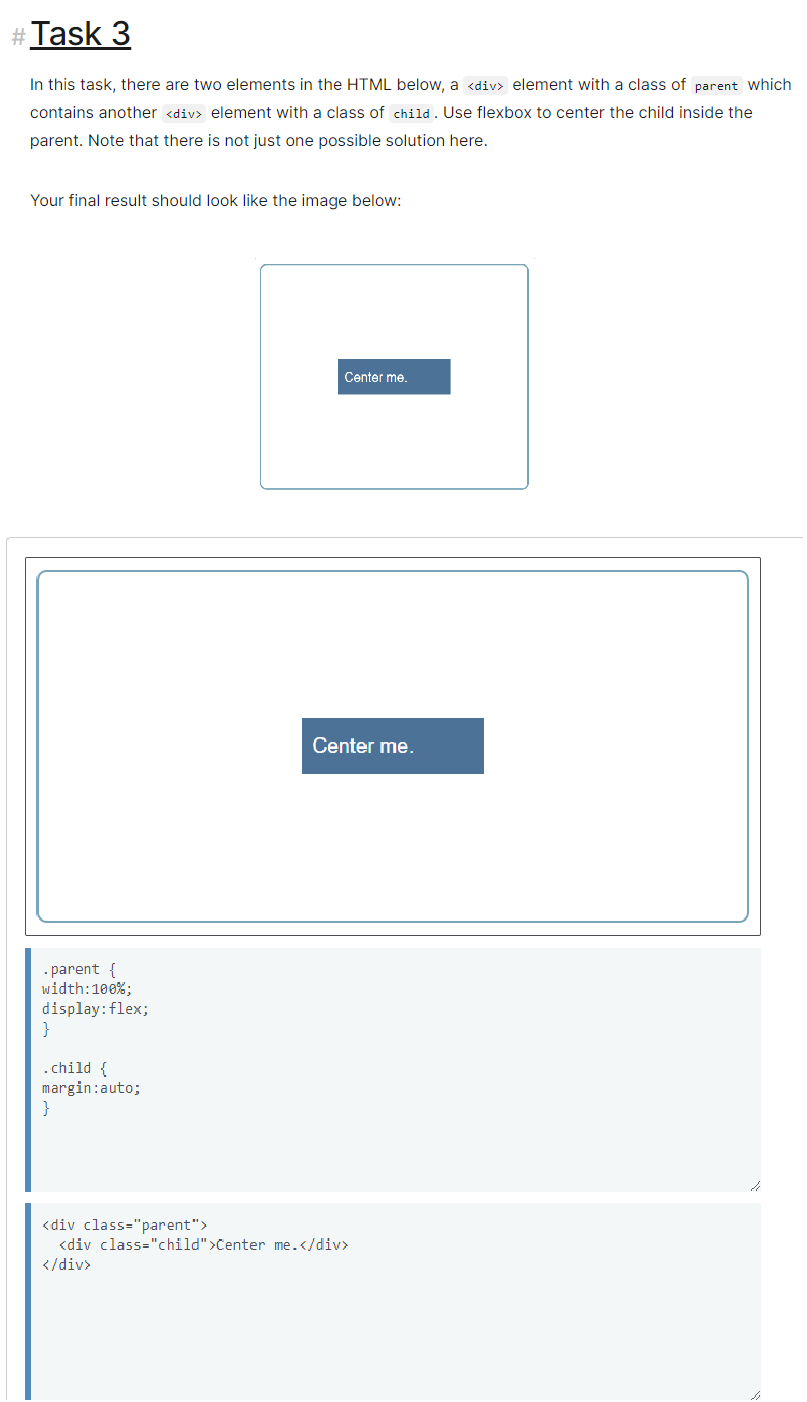 # Task 3
In this task, there are two elements in the HTML below, a <div> element with a class of parent which
contains another <div> element with a class of child. Use flexbox to center the child inside the
parent. Note that there is not just one possible solution here.
Your final result should look like the image below:
Center me.
Center me.
.parent {
width:100%;
display:flex;
}
.child {
margin:auto;
}
<div class="parent">
  <div class="child">Center me.</div>
</div>